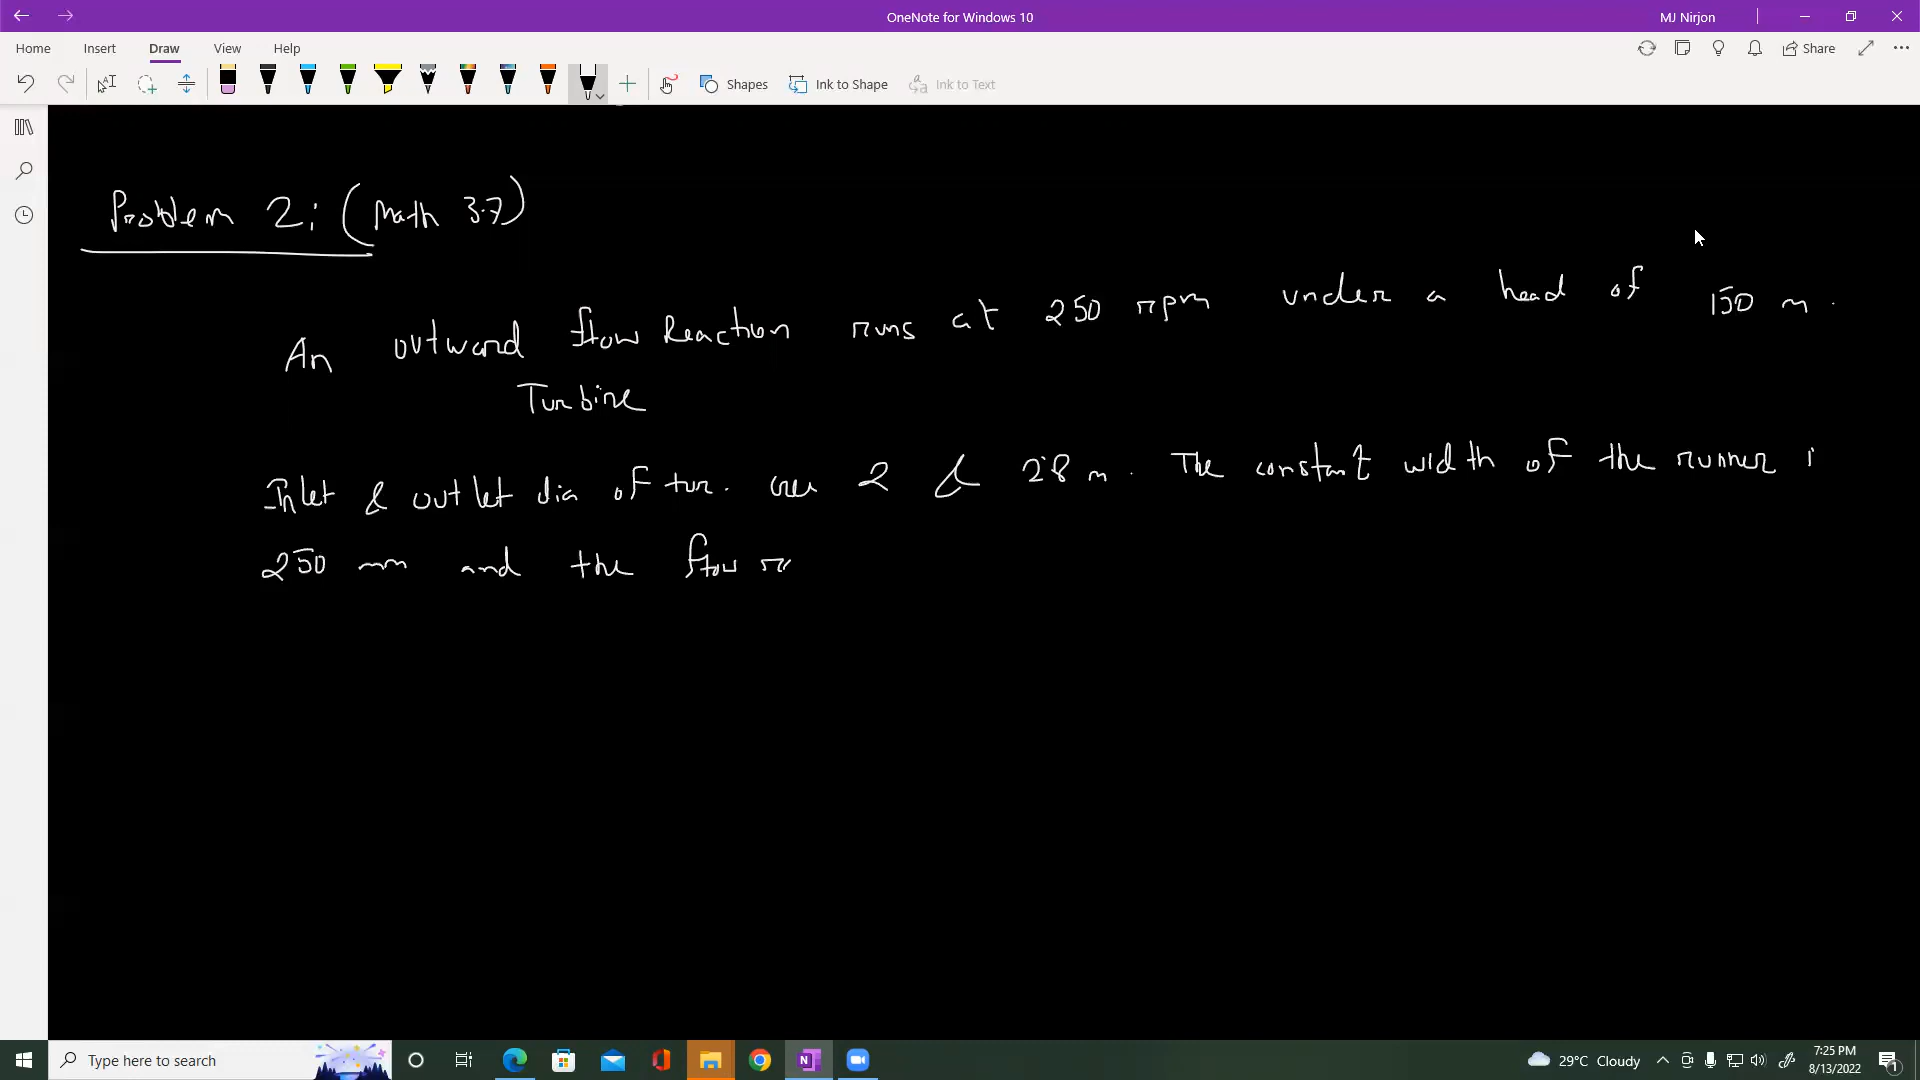 OneNote for Windows 10
MJ Nirjon
Home Insert Draw View Help
Share
Shapes
Ink to Shape
Ink to Text
Problem 2: (Math 3.7)
An outward flow Reaction runs at 250 rpm under a head of 150 m.
Turbine
Inlet & outlet dia of tur. are 2 & 2.8 m. The constant width of the runner i
250 mm and the flow ra
Type here to search
29°C Cloudy
7:25 PM
8/13/2022
1